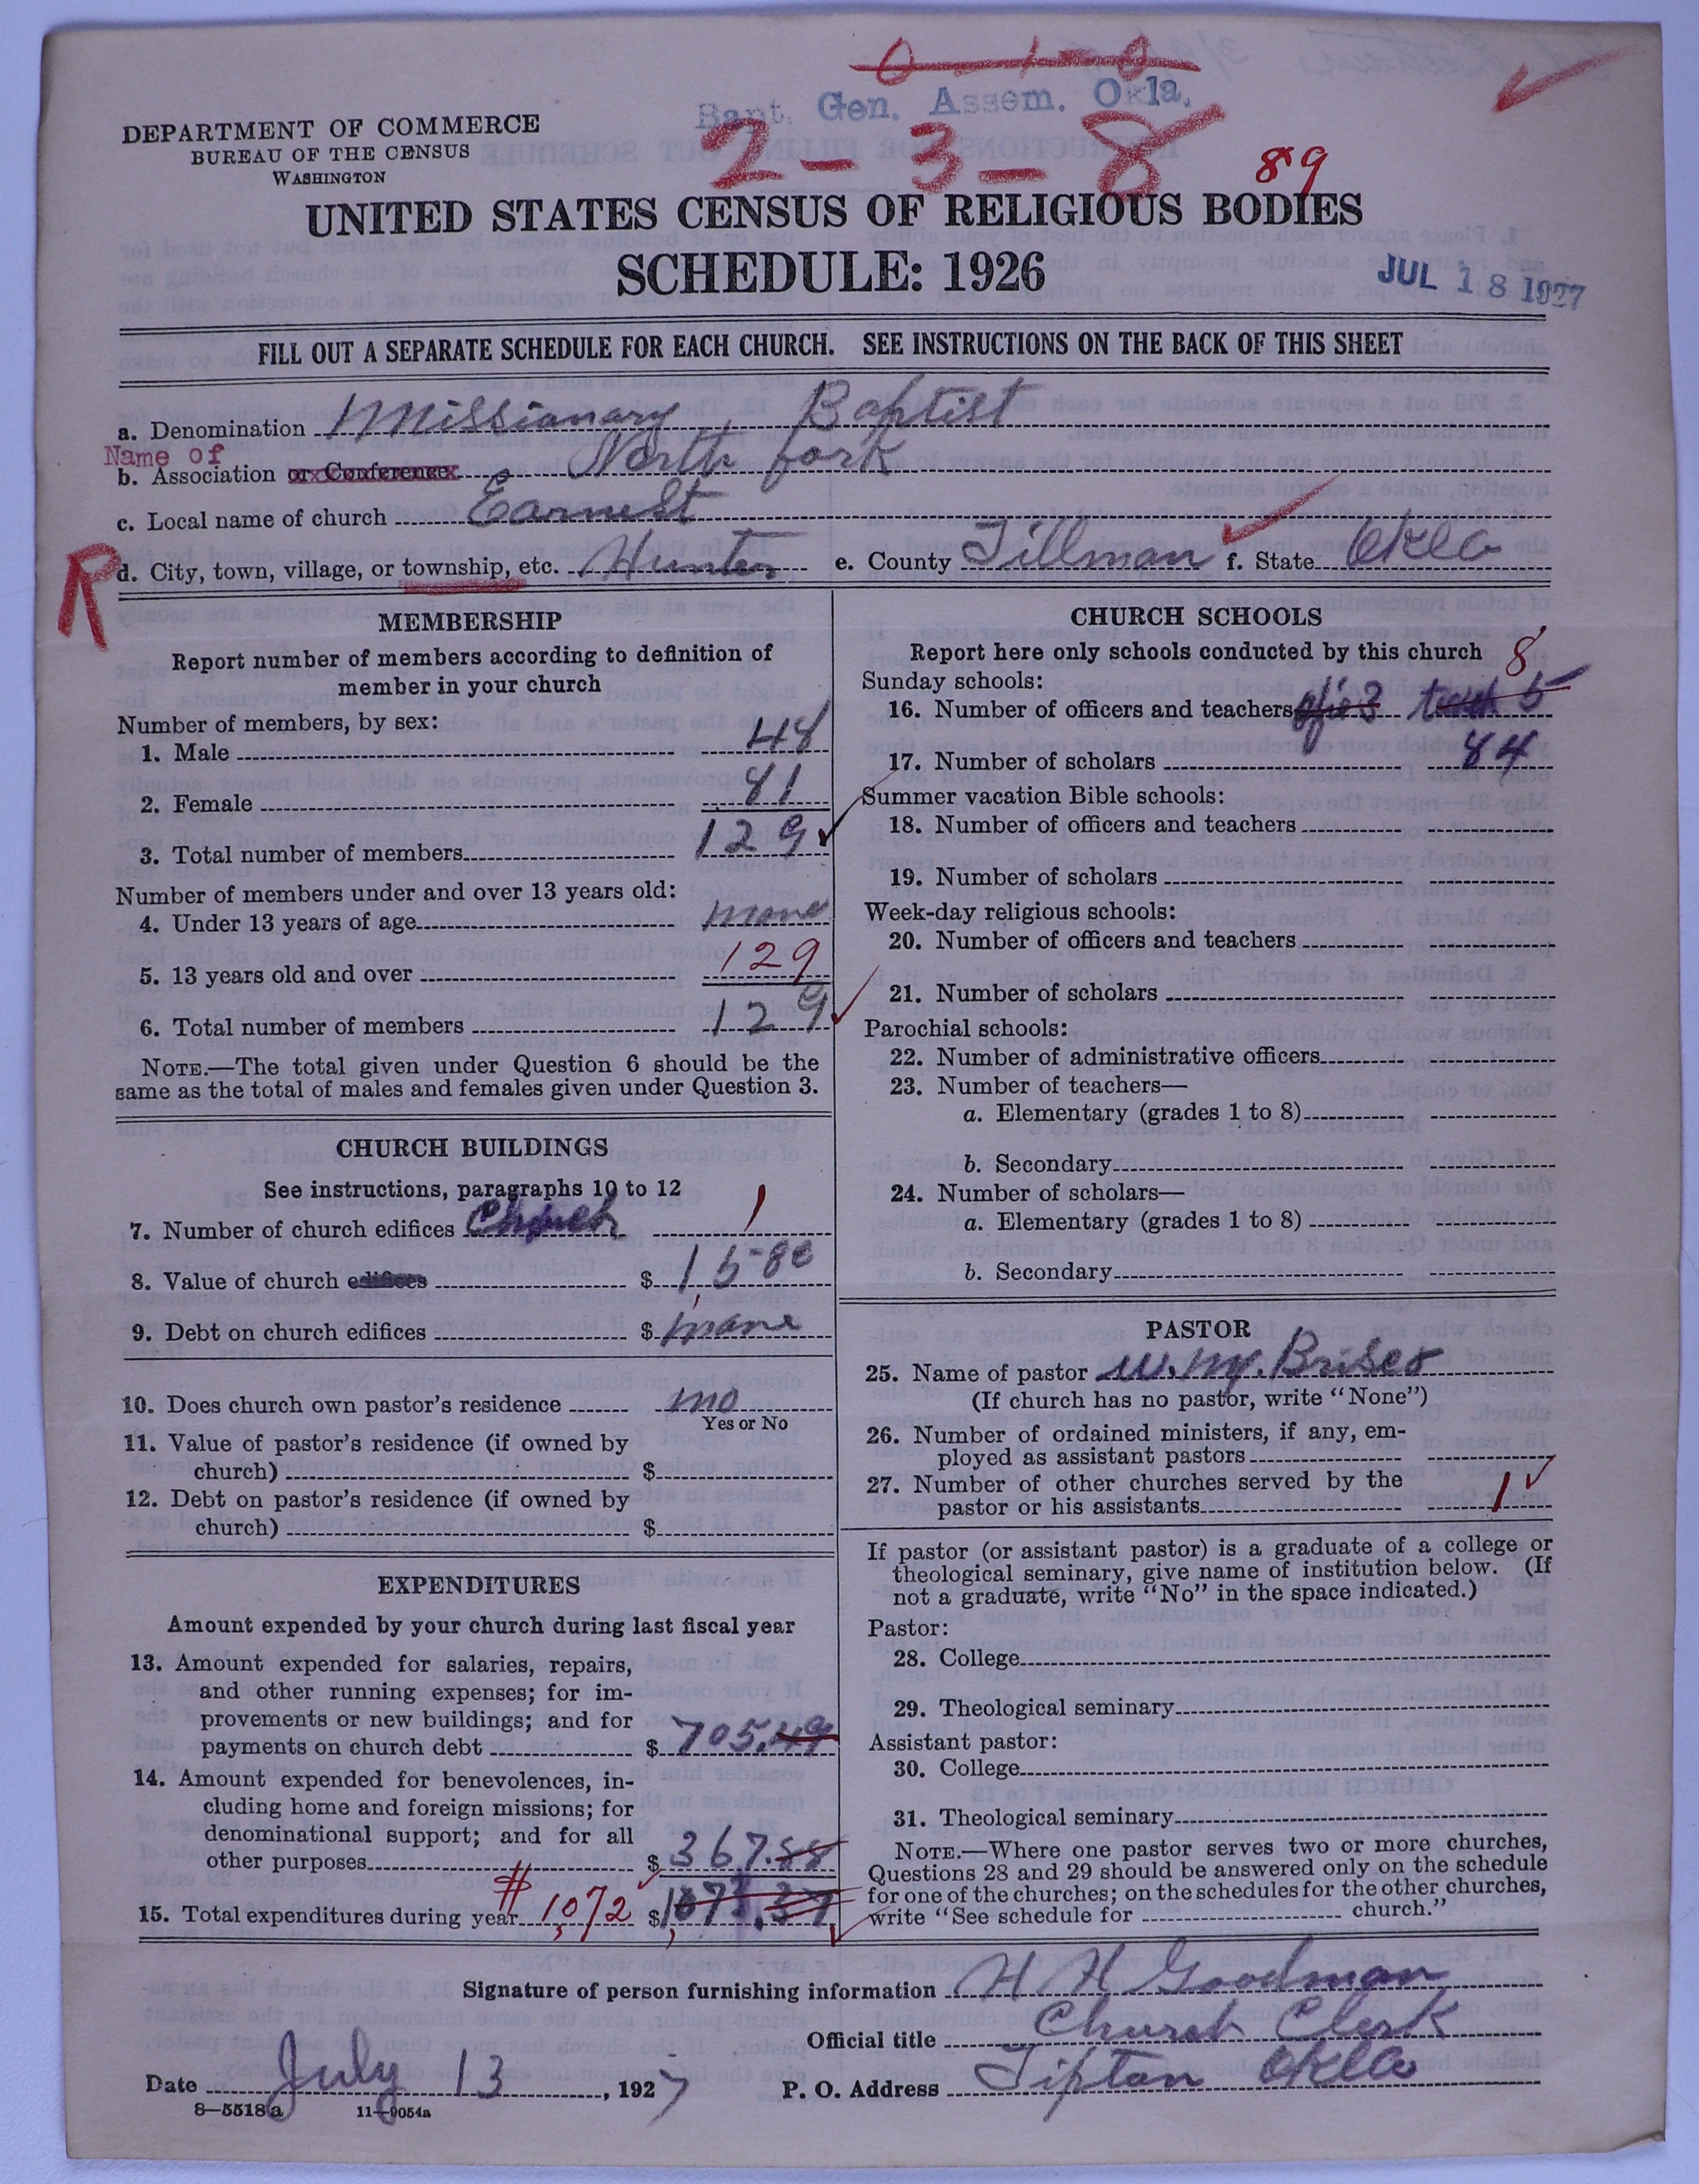 0-1-0
Bapt. Gen. Assem. Okla.
2-3-8
89
DEPARTMENT OF COMMERCE
BUREAU OF THE CENSUS
WASHINGTON
UNITED STATES CENSUS OF RELIGIOUS BODIES
SCHEDULE: 1926
JUL 18 1927
FILL OUT A SEPARATE SCHEDULE FOR EACH CHURCH. SEE INSTRUCTIONS ON THE BACK OF THIS SHEET
a. Denomination Missionary Baptist
Name of
b. Association or Conference North fork
c. Local name of church Earnest
R
d. City, town, village, or township, etc. Hunter e. County Tillman f. State Okla
MEMBERSHIP
Report number of members according to definition of
member in your church
Number of members, by sex:
1. Male 48
2. Female 81
3. Total number of members 129
Number of members under and over 13 years old:
4. Under 13 years of age none
5. 13 years old and over 129
6. Total number of members 129
NOTE.—The total given under Question 6 should be the
same as the total of males and females given under Question 3.
CHURCH BUILDINGS
See instructions, paragraphs 10 to 12
7. Number of church edifices Church 1
8. Value of church edifices $ 1,500
9. Debt on church edifices $ none
10. Does church own pastor's residence no
Yes or No
11. Value of pastor's residence (if owned by
church) $
12. Debt on pastor's residence (if owned by
church) $
EXPENDITURES
Amount expended by your church during last fiscal year
13. Amount expended for salaries, repairs,
and other running expenses; for im-
provements or new buildings; and for
payments on church debt $ 705.49
14. Amount expended for benevolences, in-
cluding home and foreign missions; for
denominational support; and for all
other purposes $ 367.88
15. Total expenditures during year #1,072 $1,073.37
CHURCH SCHOOLS
Report here only schools conducted by this church
8
Sunday schools:
16. Number of officers and teachers offi 3 teach 5
17. Number of scholars 84
Summer vacation Bible schools:
18. Number of officers and teachers
19. Number of scholars
Week-day religious schools:
20. Number of officers and teachers
21. Number of scholars
Parochial schools:
22. Number of administrative officers
23. Number of teachers—
a. Elementary (grades 1 to 8)
b. Secondary
24. Number of scholars—
a. Elementary (grades 1 to 8)
b. Secondary
PASTOR
25. Name of pastor W. M. Brisco
(If church has no pastor, write "None")
26. Number of ordained ministers, if any, em-
ployed as assistant pastors
27. Number of other churches served by the
pastor or his assistants 1
If pastor (or assistant pastor) is a graduate of a college or
theological seminary, give name of institution below. (If
not a graduate, write "No" in the space indicated.)
Pastor:
28. College
29. Theological seminary
Assistant pastor:
30. College
31. Theological seminary
NOTE.—Where one pastor serves two or more churches,
Questions 28 and 29 should be answered only on the schedule
for one of the churches; on the schedules for the other churches,
write "See schedule for church."
Signature of person furnishing information H H Goodman
Official title Church Clerk
Date July 13, 1927 P. O. Address Tipton Okla
8—5518a 11—9054a